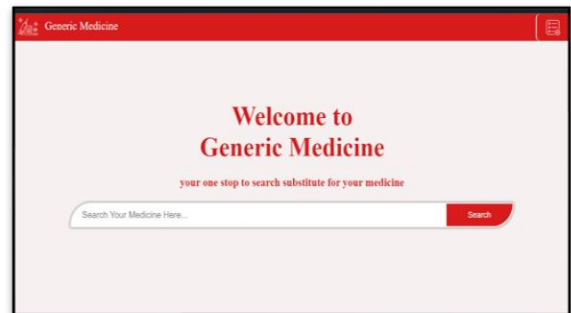 Generic Medicine
Welcome to
Generic Medicine
your one stop to search substitute for your medicine
Search Your Medicine Here...
Search